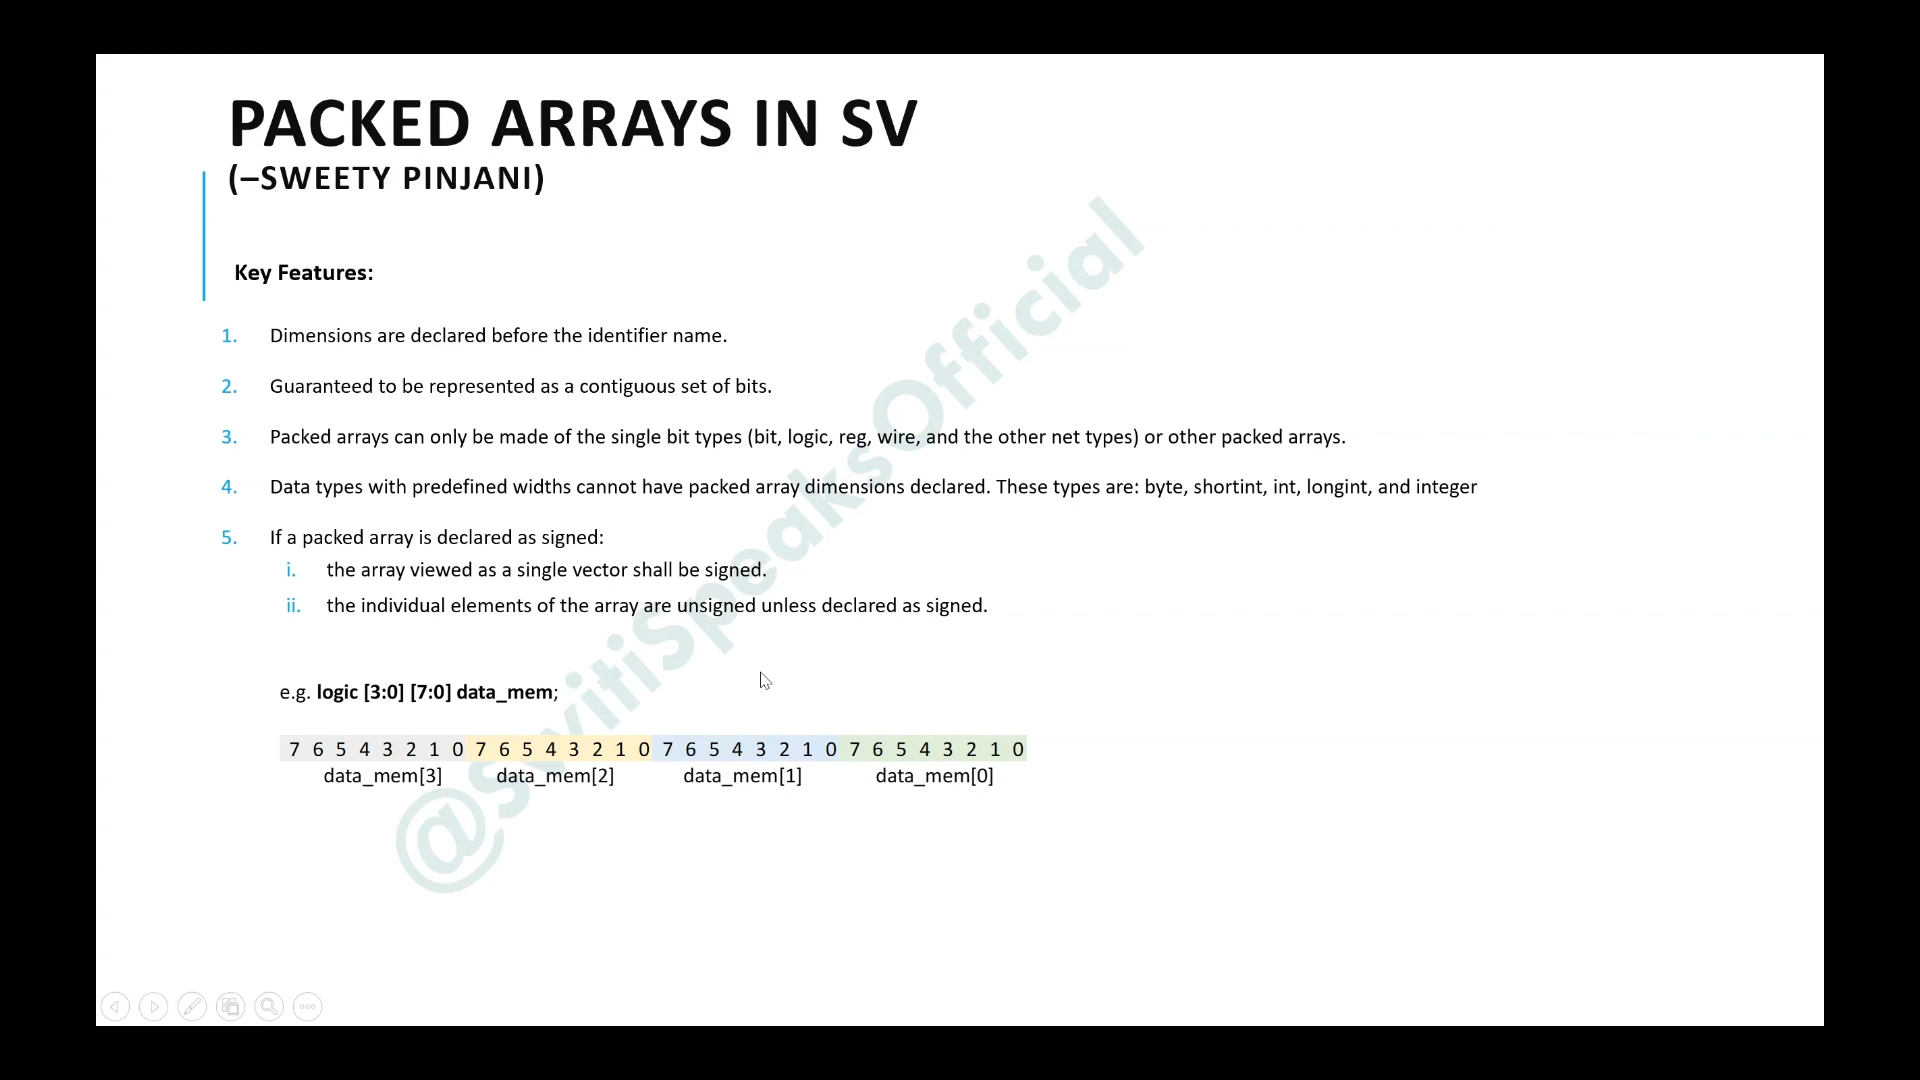 PACKED ARRAYS IN SV
(–SWEETY PINJANI)
Key Features:
1. Dimensions are declared before the identifier name.
2. Guaranteed to be represented as a contiguous set of bits.
3. Packed arrays can only be made of the single bit types (bit, logic, reg, wire, and the other net types) or other packed arrays.
4. Data types with predefined widths cannot have packed array dimensions declared. These types are: byte, shortint, int, longint, and integer
5. If a packed array is declared as signed:
i. the array viewed as a single vector shall be signed.
ii. the individual elements of the array are unsigned unless declared as signed.
e.g. logic [3:0] [7:0] data_mem;
7 6 5 4 3 2 1 0 7 6 5 4 3 2 1 0 7 6 5 4 3 2 1 0 7 6 5 4 3 2 1 0
data_mem[3] data_mem[2] data_mem[1] data_mem[0]
@SvitiSpeaksOfficial